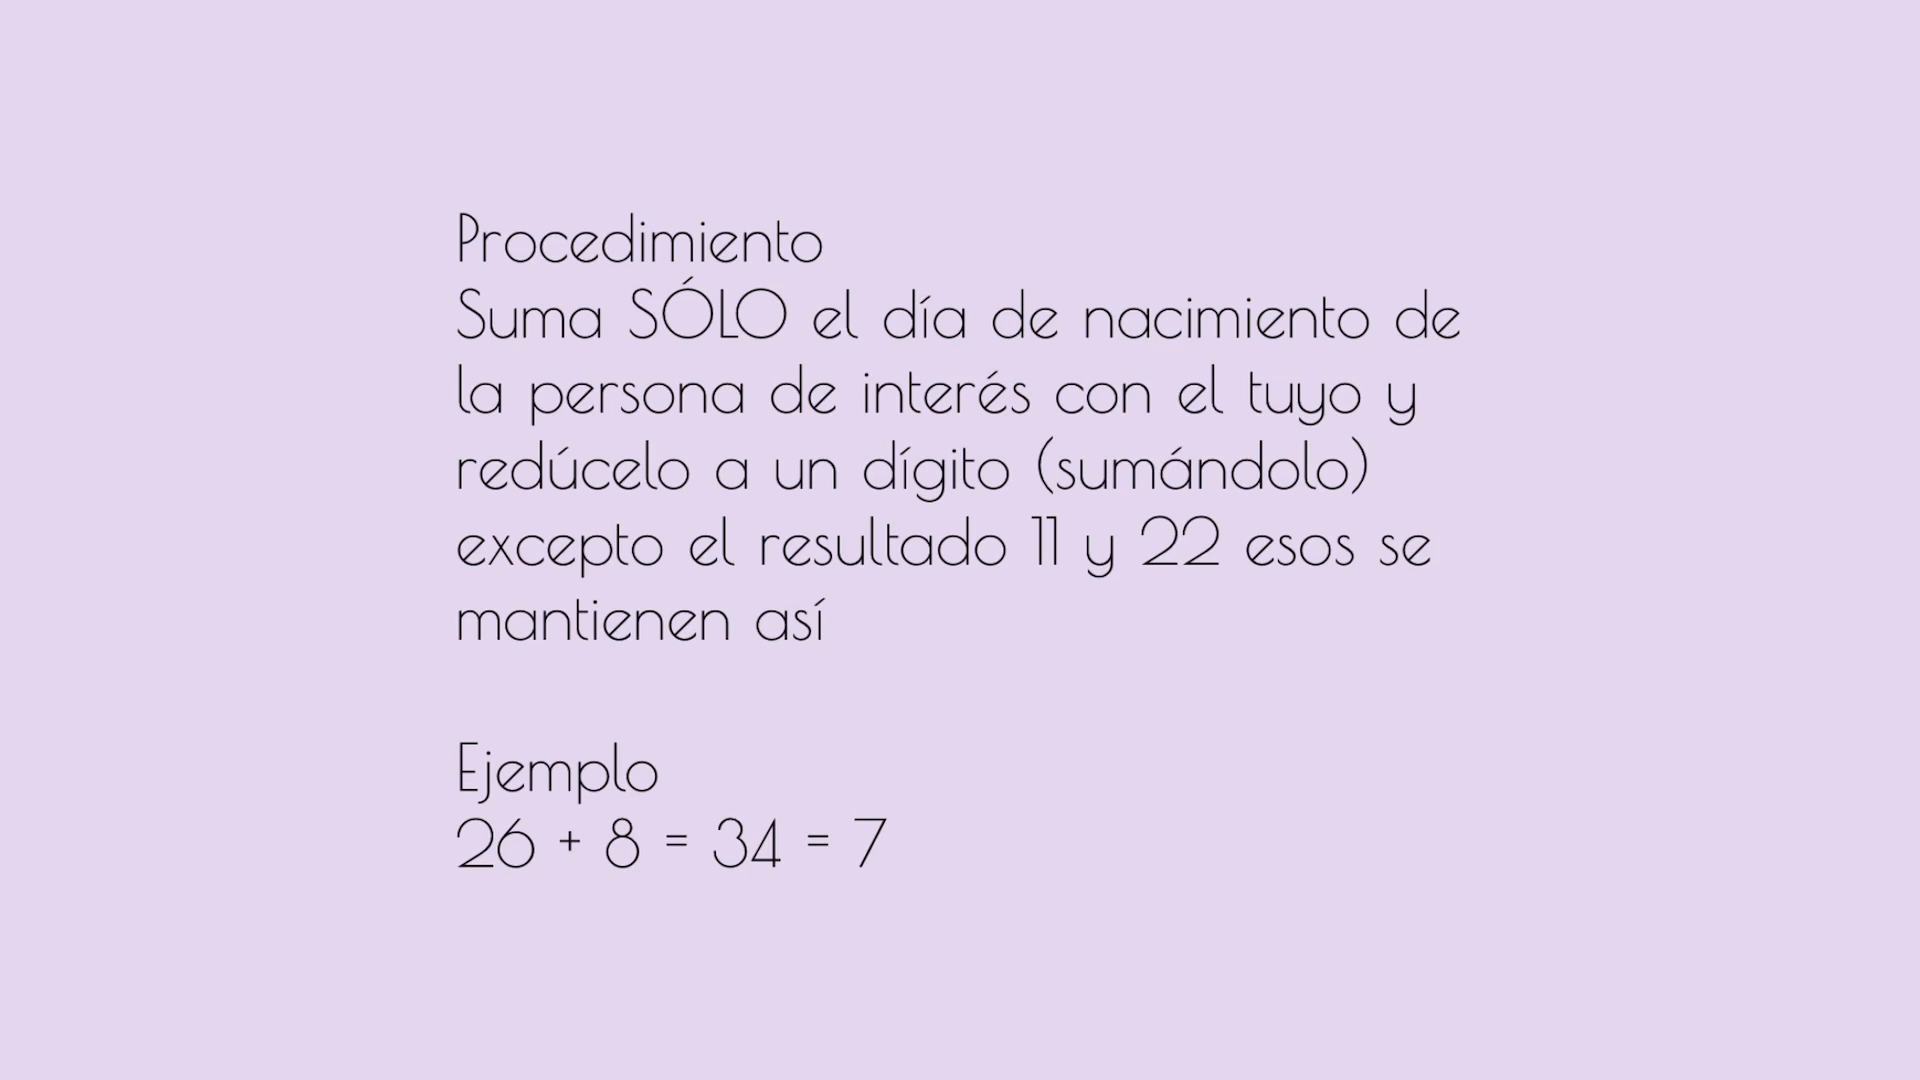 Procedimiento
Suma SÓLO el día de nacimiento de
la persona de interés con el tuyo y
redúcelo a un dígito (sumándolo)
excepto el resultado 11 y 22 esos se
mantienen así
Ejemplo
26 + 8 = 34 = 7